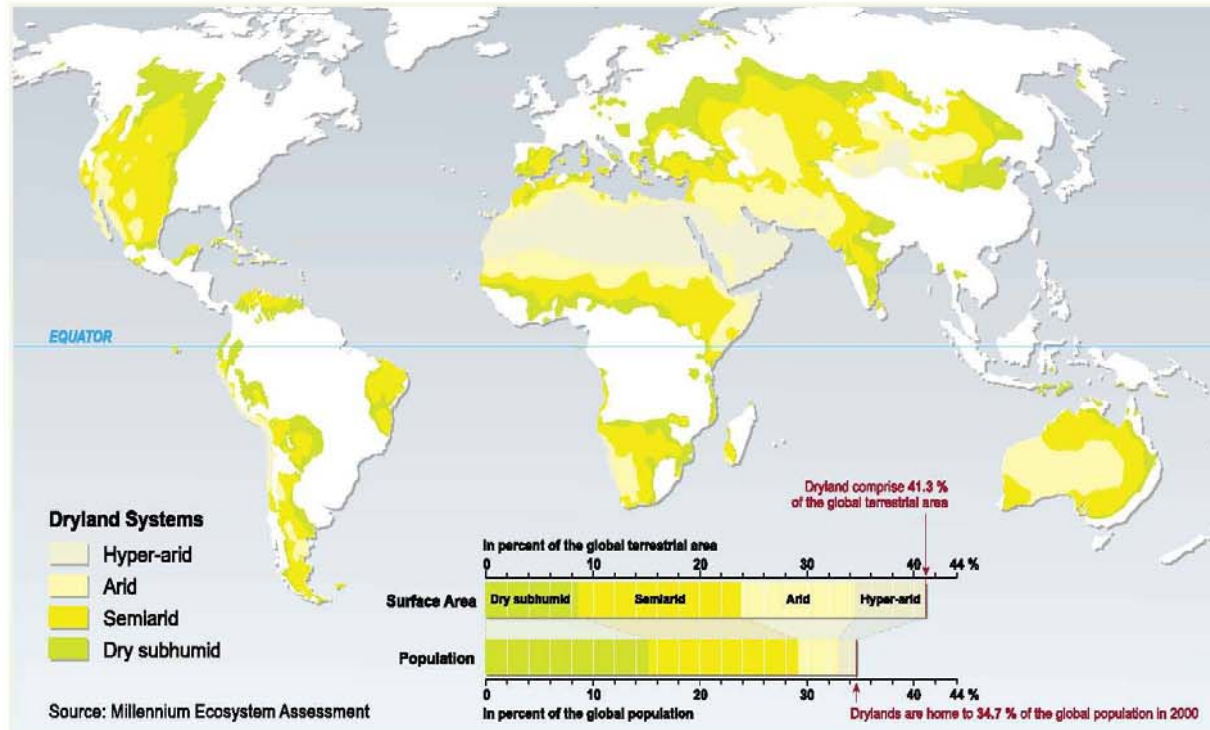 EQUATOR
Dryland Systems
Hyper-arid
Arid
Semiarid
Dry subhumid
Source: Millennium Ecosystem Assessment
Dryland comprise 41.3 %
of the global terrestrial area
In percent of the global terrestrial area
0 10 20 30 40 44 %
Surface Area
Dry subhumid Semiarid Arid Hyper-arid
Population
0 10 20 30 40 44 %
In percent of the global population
Drylands are home to 34.7 % of the global population in 2000